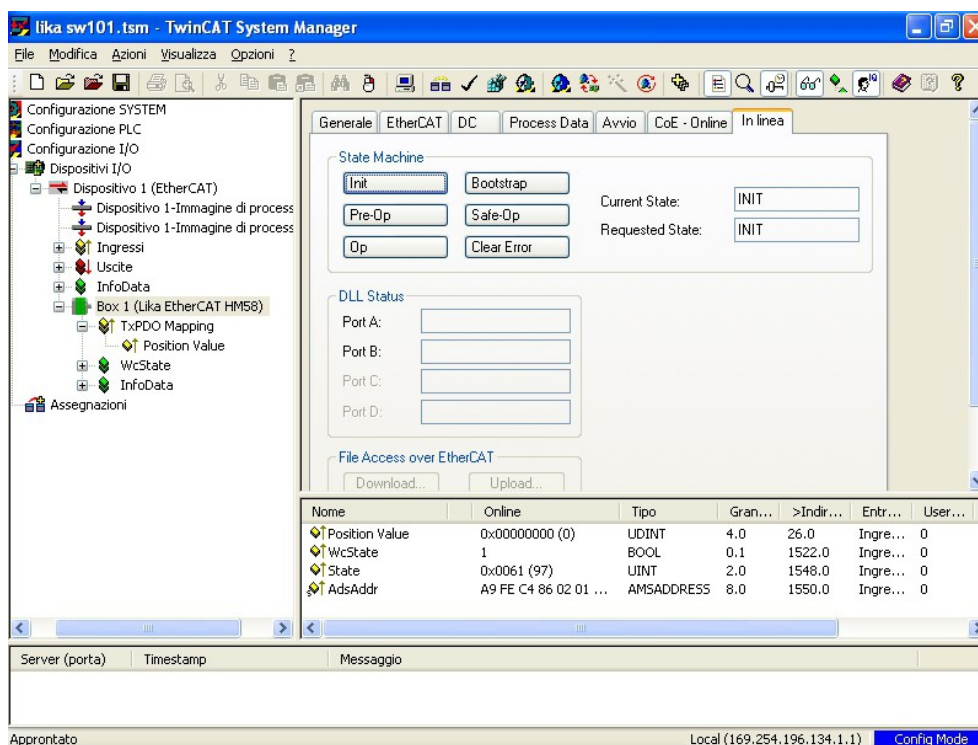 lika sw101.tsm - TwinCAT System Manager
File Modifica Azioni Visualizza Opzioni ?
Configurazione SYSTEM
Configurazione PLC
Configurazione I/O
Dispositivi I/O
Dispositivo 1 (EtherCAT)
Dispositivo 1-Immagine di process
Dispositivo 1-Immagine di process
Ingressi
Uscite
InfoData
Box 1 (Lika EtherCAT HM58)
TxPDO Mapping
Position Value
WcState
InfoData
Assegnazioni
Generale EtherCAT DC Process Data Avvio CoE - Online In linea
State Machine
Init Bootstrap
Pre-Op Safe-Op
Op Clear Error
Current State: INIT
Requested State: INIT
DLL Status
Port A:
Port B:
Port C:
Port D:
File Access over EtherCAT
Download... Upload...
Nome Online Tipo Gran... >Indir... Entr... User...
Position Value 0x00000000 (0) UDINT 4.0 26.0 Ingre... 0
WcState 1 BOOL 0.1 1522.0 Ingre... 0
State 0x0061 (97) UINT 2.0 1548.0 Ingre... 0
AdsAddr A9 FE C4 86 02 01 ... AMSADDRESS 8.0 1550.0 Ingre... 0
Server (porta) Timestamp Messaggio
Approntato Local (169.254.196.134.1.1) Config Mode